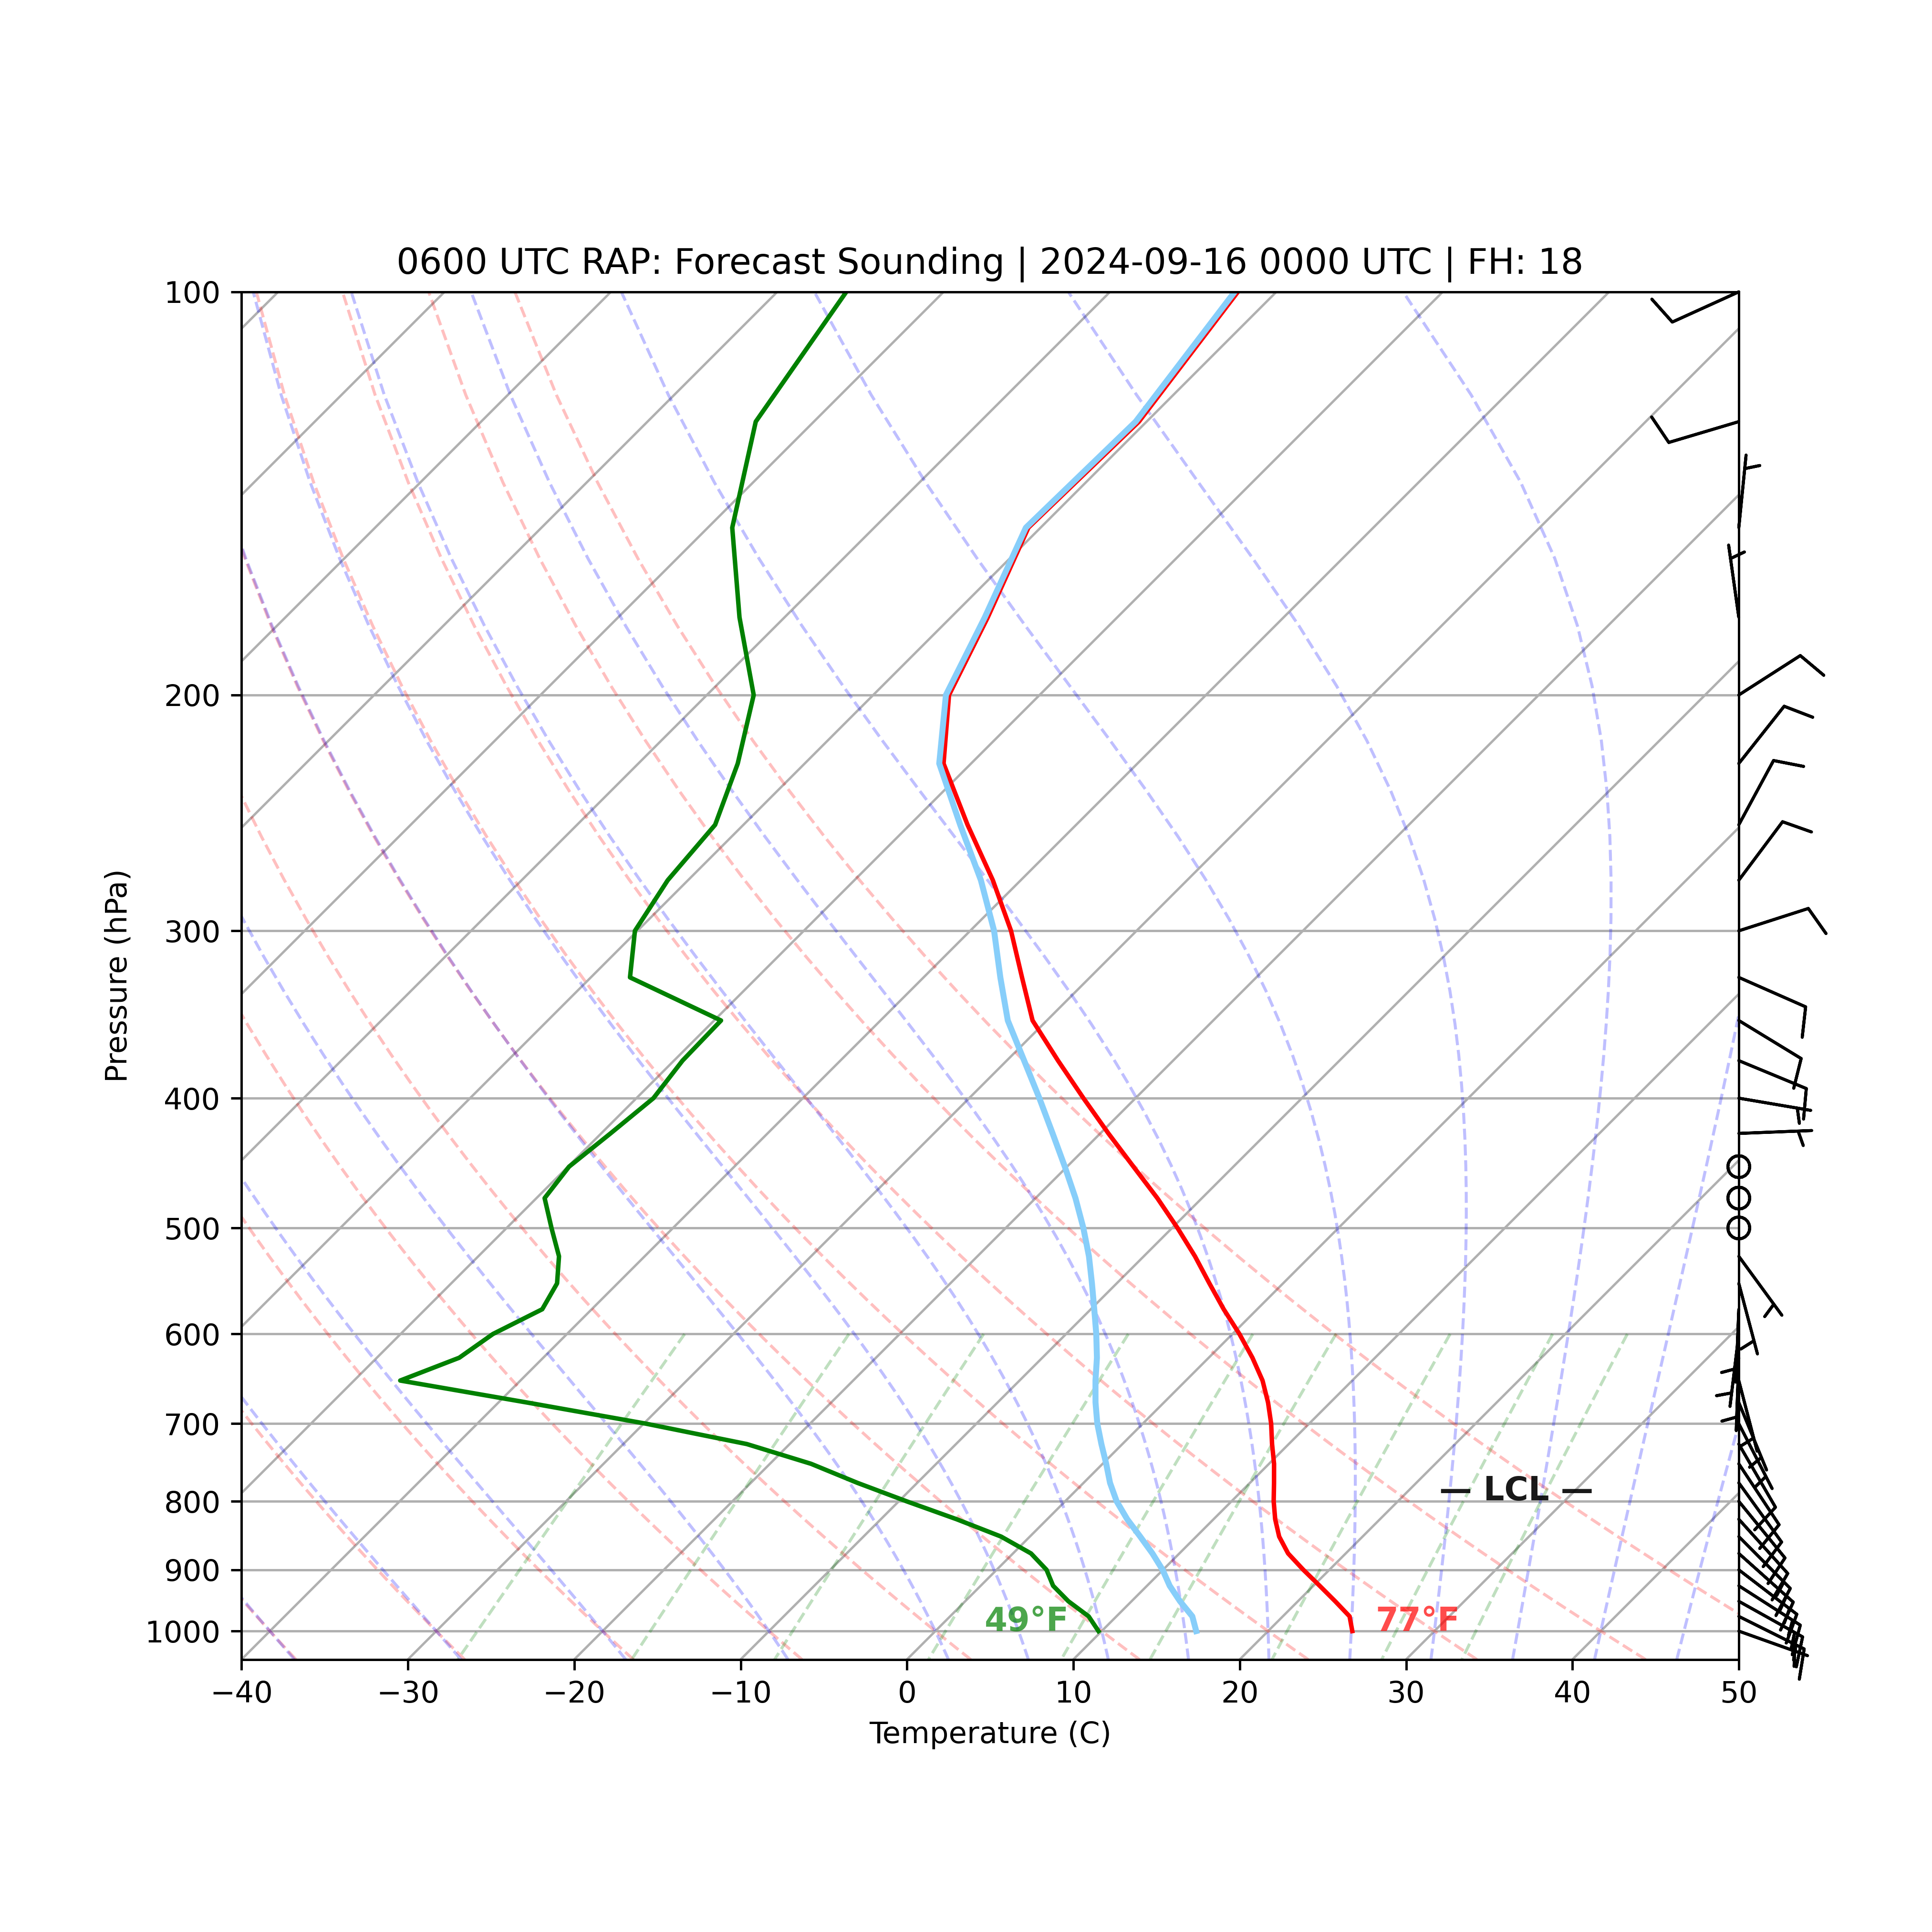 0600 UTC RAP: Forecast Sounding | 2024-09-16 0000 UTC | FH: 18
100
200
300
400
500
600
700
800
900
1000
Pressure (hPa)
— LCL —
49°F 77°F
−40 −30 −20 −10 0 10 20 30 40 50
Temperature (C)